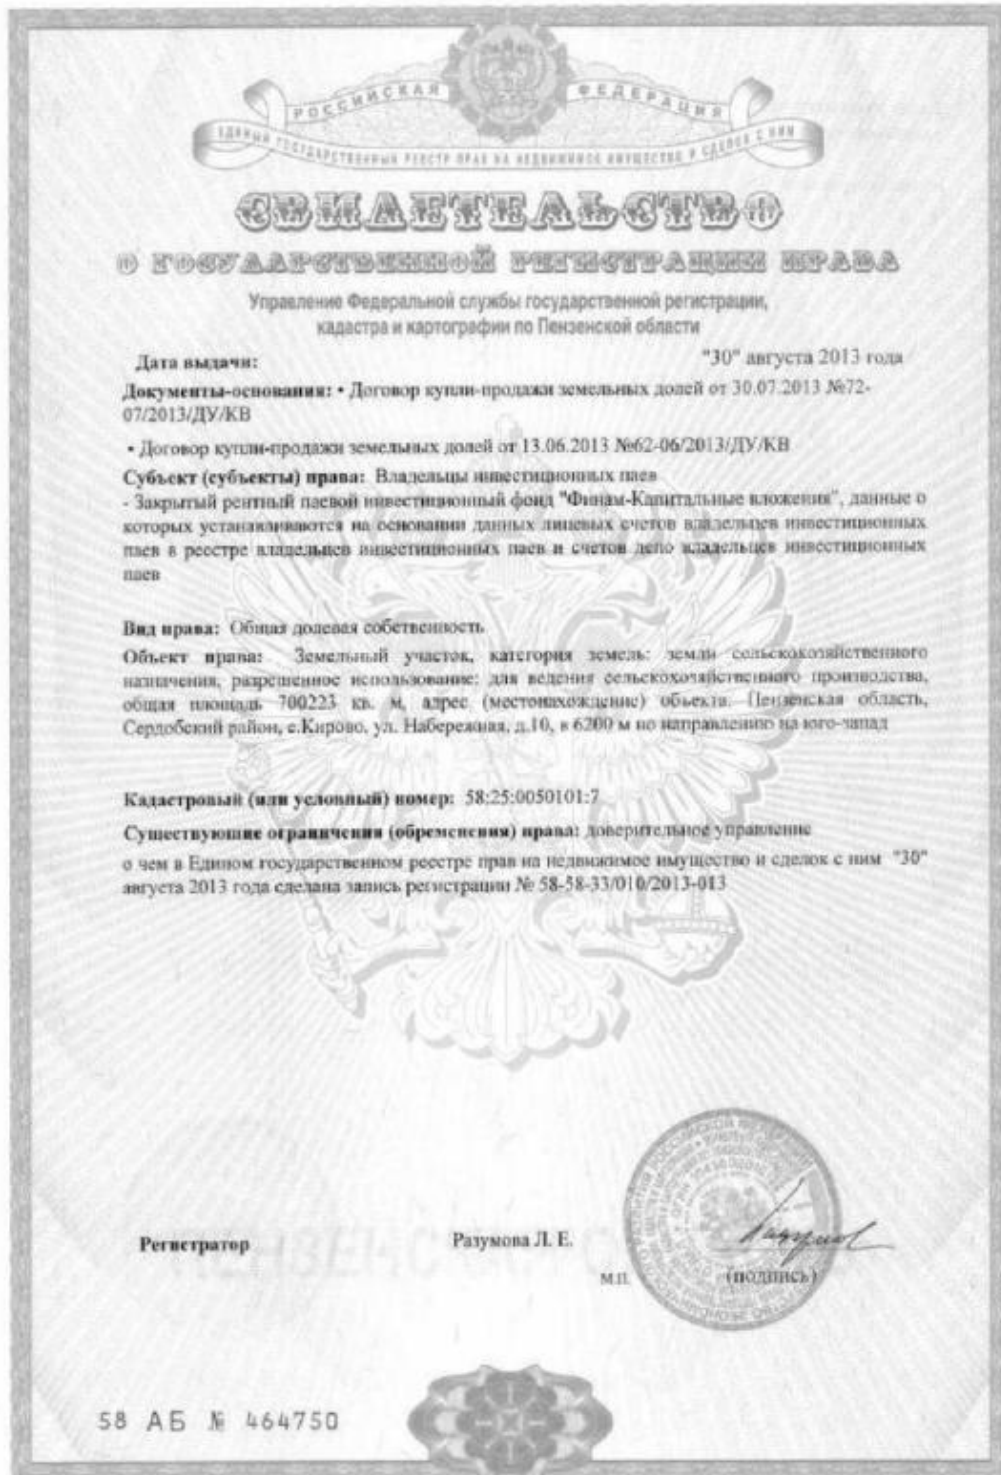 РОССИЙСКАЯ ФЕДЕРАЦИЯ
ЕДИНЫЙ ГОСУДАРСТВЕННЫЙ РЕЕСТР ПРАВ НА НЕДВИЖИМОЕ ИМУЩЕСТВО И СДЕЛОК С НИМ
СВИДЕТЕЛЬСТВО
О ГОСУДАРСТВЕННОЙ РЕГИСТРАЦИИ ПРАВА
Управление Федеральной службы государственной регистрации,
кадастра и картографии по Пензенской области
Дата выдачи: "30" августа 2013 года
Документы-основания: • Договор купли-продажи земельных долей от 30.07.2013 №72-
07/2013/ДУ/КВ
• Договор купли-продажи земельных долей от 13.06.2013 №62-06/2013/ДУ/КВ
Субъект (субъекты) права: Владельцы инвестиционных паев
- Закрытый рентный паевой инвестиционный фонд "Финам-Капитальные вложения", данные о
которых устанавливаются на основании данных лицевых счетов владельцев инвестиционных
паев в реестре владельцев инвестиционных паев и счетов депо владельцев инвестиционных
паев
Вид права: Общая долевая собственность
Объект права: Земельный участок, категория земель: земли сельскохозяйственного
назначения, разрешенное использование: для ведения сельскохозяйственного производства,
общая площадь 700223 кв. м, адрес (местонахождение) объекта: Пензенская область,
Сердобский район, с.Кирово, ул. Набережная, д.10, в 6200 м по направлению на юго-запад
Кадастровый (или условный) номер: 58:25:0050101:7
Существующие ограничения (обременения) права: доверительное управление
о чем в Едином государственном реестре прав на недвижимое имущество и сделок с ним "30"
августа 2013 года сделана запись регистрации № 58-58-33/010/2013-013
Регистратор Разумова Л. Е.
М.П. (подпись)
58 АБ № 464750